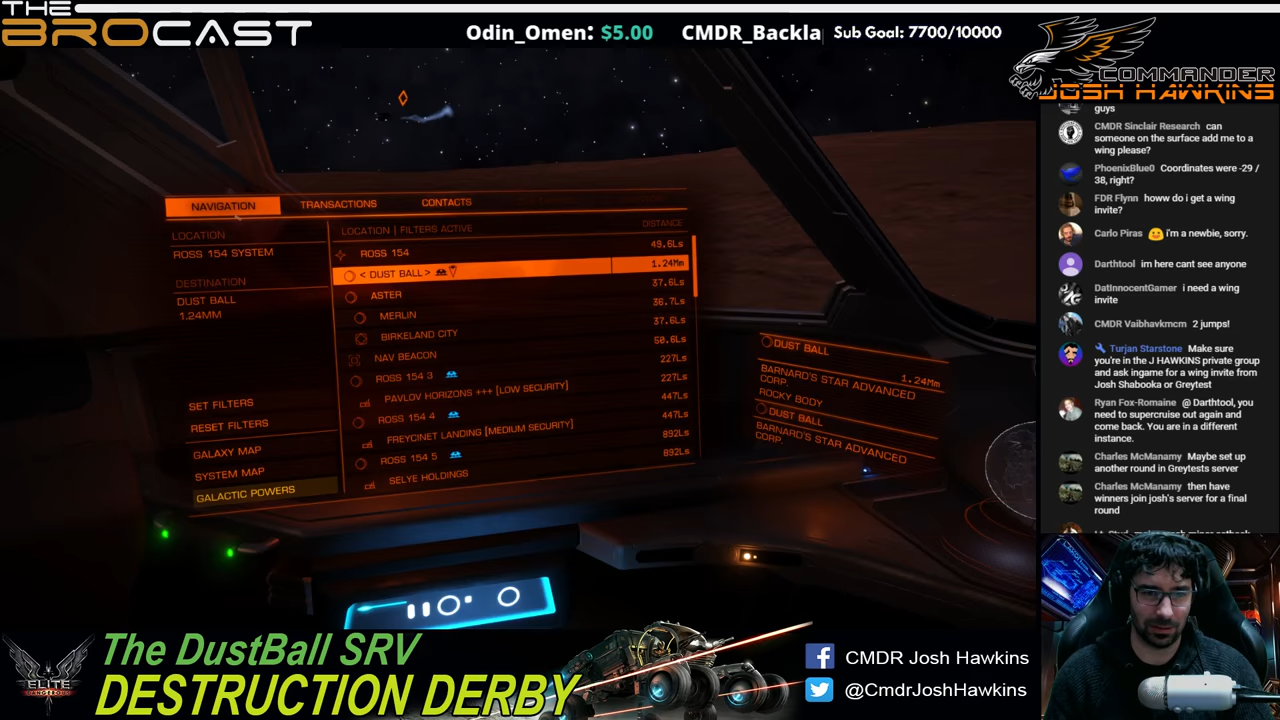 THE
BROCAST
Odin_Omen: $5.00 CMDR_Backla
Sub Goal: 7700/10000
COMMANDER
JOSH HAWKINS
guys
CMDR Sinclair Research can
someone on the surface add me to a
wing please?
PhoenixBlue0 Coordinates were -29 /
38, right?
FDR Flynn howw do i get a wing
invite?
Carlo Piras i'm a newbie, sorry.
Darthtool im here cant see anyone
DatInnocentGamer i need a wing
invite
CMDR Vaibhavkmcm 2 jumps!
Turjan Starstone Make sure
you're in the J HAWKINS private group
and ask ingame for a wing invite from
Josh Shabooka or Greytest
Ryan Fox-Romaine @ Darthtool, you
need to supercruise out again and
come back. You are in a different
instance.
Charles McManamy Maybe set up
another round in Greytests server
Charles McManamy then have
winners join josh's server for a final
round
NAVIGATION TRANSACTIONS CONTACTS
LOCATION
ROSS 154 SYSTEM
DESTINATION
DUST BALL
1.24MM
SET FILTERS
RESET FILTERS
GALAXY MAP
SYSTEM MAP
GALACTIC POWERS
LOCATION | FILTERS ACTIVE DISTANCE
ROSS 154 49.6Ls
< DUST BALL > 1.24Mm
ASTER 37.6Ls
MERLIN 36.7Ls
BIRKELAND CITY 37.6Ls
NAV BEACON 50.6Ls
ROSS 154 3 227Ls
PAVLOV HORIZONS +++ [LOW SECURITY] 227Ls
ROSS 154 4 447Ls
FREYCINET LANDING [MEDIUM SECURITY] 447Ls
ROSS 154 5 892Ls
SELYE HOLDINGS 892Ls
DUST BALL
1.24Mm
BARNARD'S STAR ADVANCED
CORP.
ROCKY BODY
DUST BALL
BARNARD'S STAR ADVANCED
CORP.
ELITE
DANGEROUS
The DustBall SRV
DESTRUCTION DERBY
CMDR Josh Hawkins
@CmdrJoshHawkins